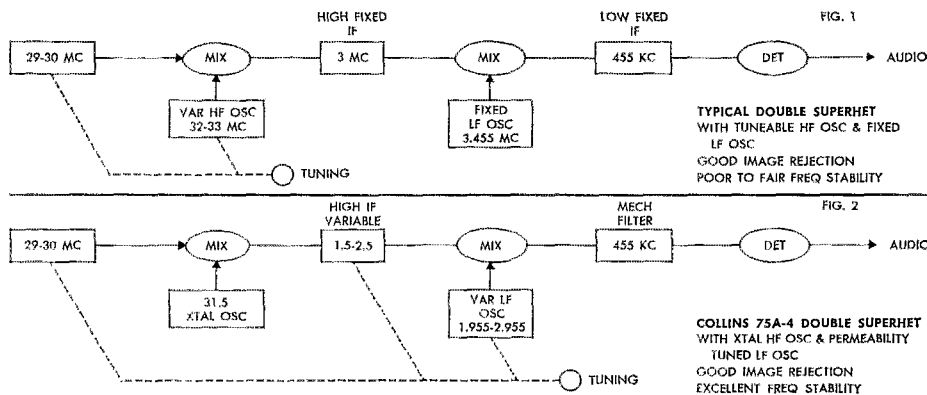 HIGH FIXED
IF
LOW FIXED
IF
FIG. 1
29-30 MC
MIX
3 MC
MIX
455 KC
DET
AUDIO
VAR HF OSC
32-33 MC
FIXED
LF OSC
3.455 MC
TUNING
TYPICAL DOUBLE SUPERHET
WITH TUNEABLE HF OSC & FIXED
LF OSC
GOOD IMAGE REJECTION
POOR TO FAIR FREQ STABILITY
HIGH IF
VARIABLE
MECH
FILTER
FIG. 2
29-30 MC
MIX
1.5-2.5
MIX
455 KC
DET
AUDIO
31.5
XTAL OSC
VAR LF
OSC
1.955-2.955
TUNING
COLLINS 75A-4 DOUBLE SUPERHET
WITH XTAL HF OSC & PERMEABILITY
TUNED LF OSC
GOOD IMAGE REJECTION
EXCELLENT FREQ STABILITY